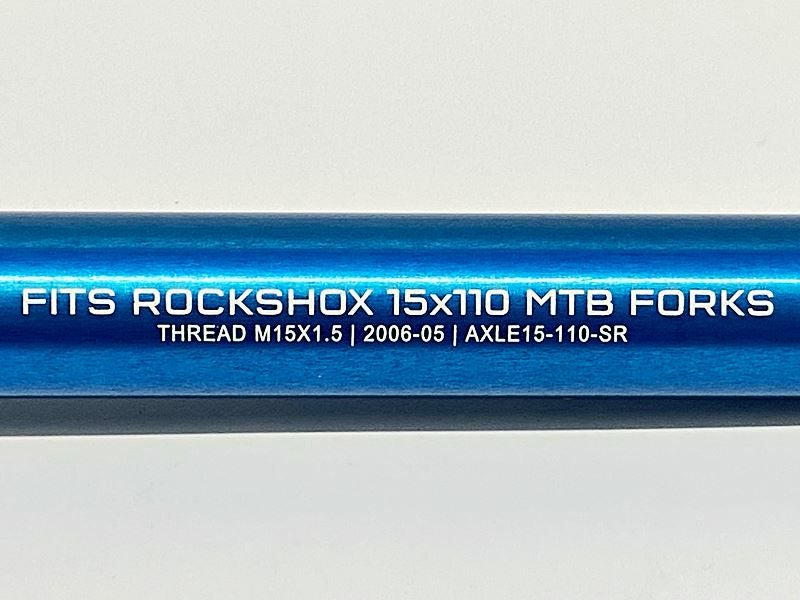 FITS ROCKSHOX 15x110 MTB FORKS
THREAD M15X1.5 | 2006-05 | AXLE15-110-SR